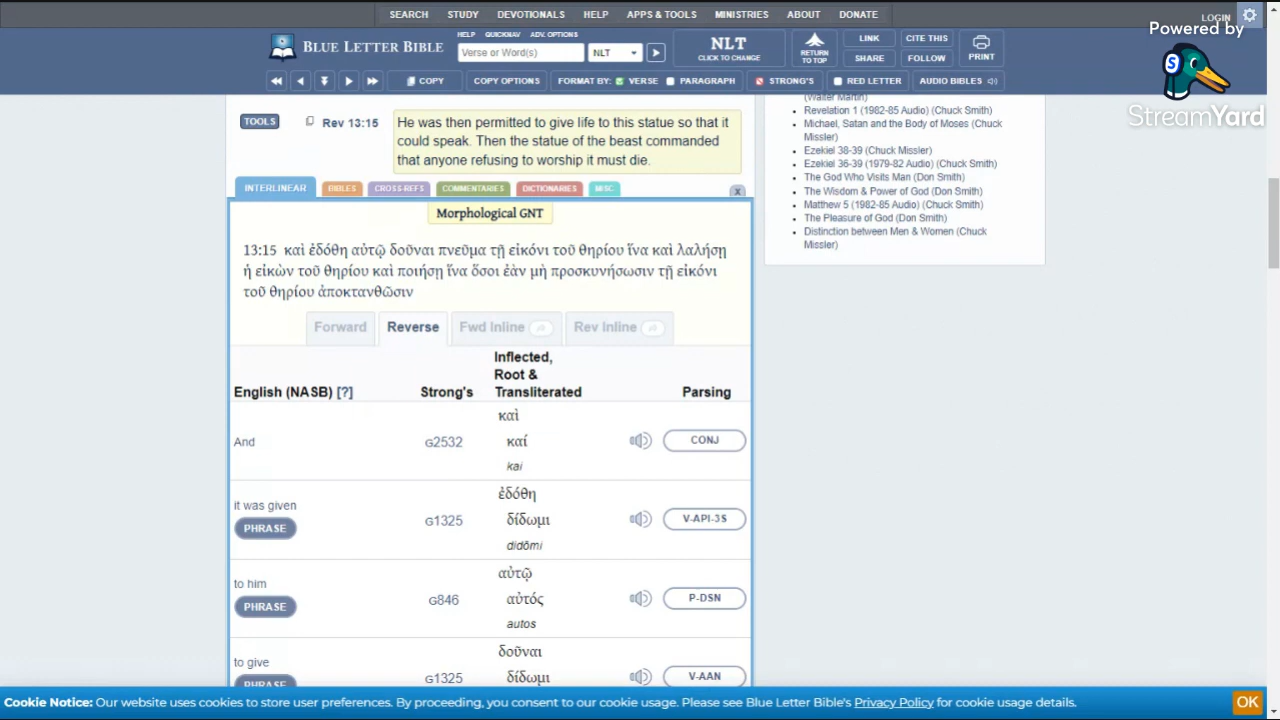 SEARCH STUDY DEVOTIONALS HELP APPS & TOOLS MINISTRIES ABOUT DONATE
LOGIN
Powered by
StreamYard
BLUE LETTER BIBLE
HELP QUICKNAV ADV. OPTIONS
Verse or Word(s) NLT
NLT
CLICK TO CHANGE
RETURN
TO TOP
LINK CITE THIS
SHARE FOLLOW
PRINT
COPY COPY OPTIONS FORMAT BY: VERSE PARAGRAPH STRONG'S RED LETTER AUDIO BIBLES
TOOLS Rev 13:15
He was then permitted to give life to this statue so that it
could speak. Then the statue of the beast commanded
that anyone refusing to worship it must die.
INTERLINEAR BIBLES CROSS-REFS COMMENTARIES DICTIONARIES MISC x
Morphological GNT
13:15 καὶ ἐδόθη αὐτῷ δοῦναι πνεῦμα τῇ εἰκόνι τοῦ θηρίου ἵνα καὶ λαλήσῃ
ἡ εἰκὼν τοῦ θηρίου καὶ ποιήσῃ ἵνα ὅσοι ἐὰν μὴ προσκυνήσωσιν τῇ εἰκόνι
τοῦ θηρίου ἀποκτανθῶσιν
Forward Reverse Fwd Inline Rev Inline
English (NASB) [?] Strong's
Inflected,
Root &
Transliterated
Parsing
And G2532
καὶ
καί
kai
CONJ
it was given
PHRASE
G1325
ἐδόθη
δίδωμι
didōmi
V-API-3S
to him
PHRASE
G846
αὐτῷ
αὐτός
autos
P-DSN
to give
PHRASE
G1325
δοῦναι
δίδωμι
V-AAN
(Walter Martin)
Revelation 1 (1982-85 Audio) (Chuck Smith)
Michael, Satan and the Body of Moses (Chuck
Missler)
Ezekiel 38-39 (Chuck Missler)
Ezekiel 36-39 (1979-82 Audio) (Chuck Smith)
The God Who Visits Man (Don Smith)
The Wisdom & Power of God (Don Smith)
Matthew 5 (1982-85 Audio) (Chuck Smith)
The Pleasure of God (Don Smith)
Distinction between Men & Women (Chuck
Missler)
Cookie Notice: Our website uses cookies to store user preferences. By proceeding, you consent to our cookie usage. Please see Blue Letter Bible's Privacy Policy for cookie usage details. OK